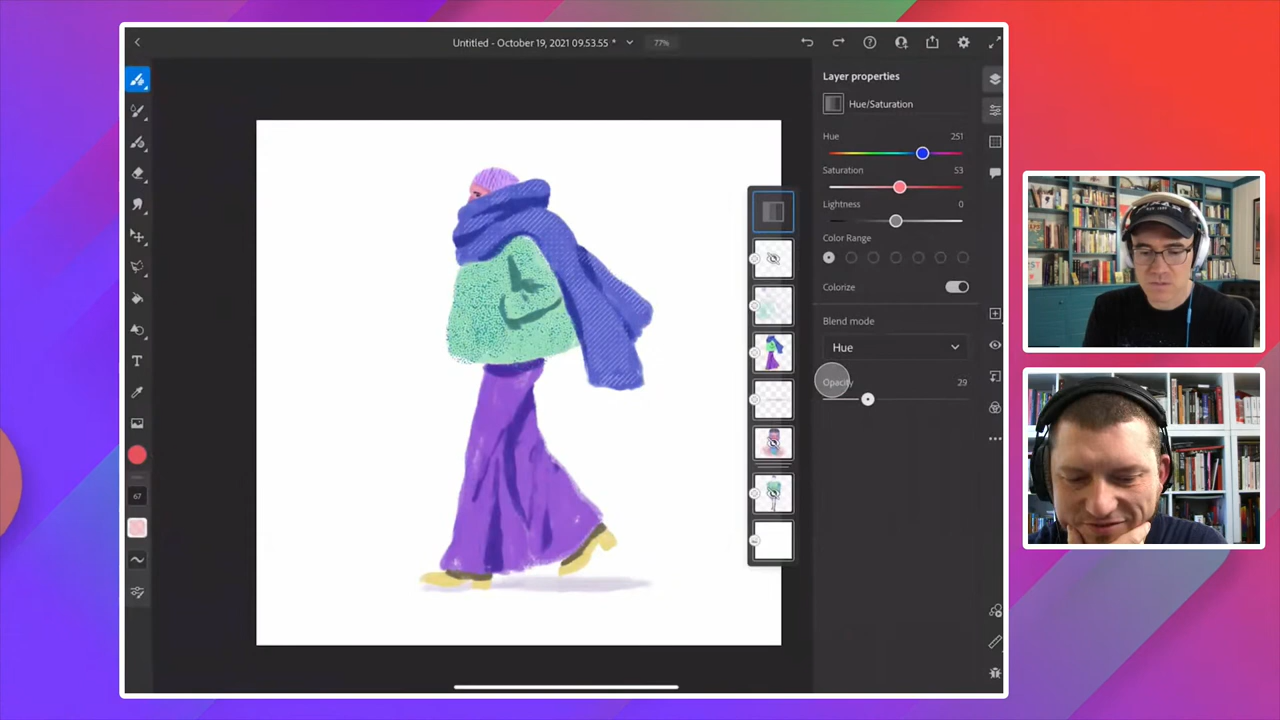 Untitled - October 19, 2021 09.53.55 *
77%
Layer properties
Hue/Saturation
Hue 251
Saturation 53
Lightness 0
Color Range
Colorize
Blend mode
Hue
Opacity 29
T
67